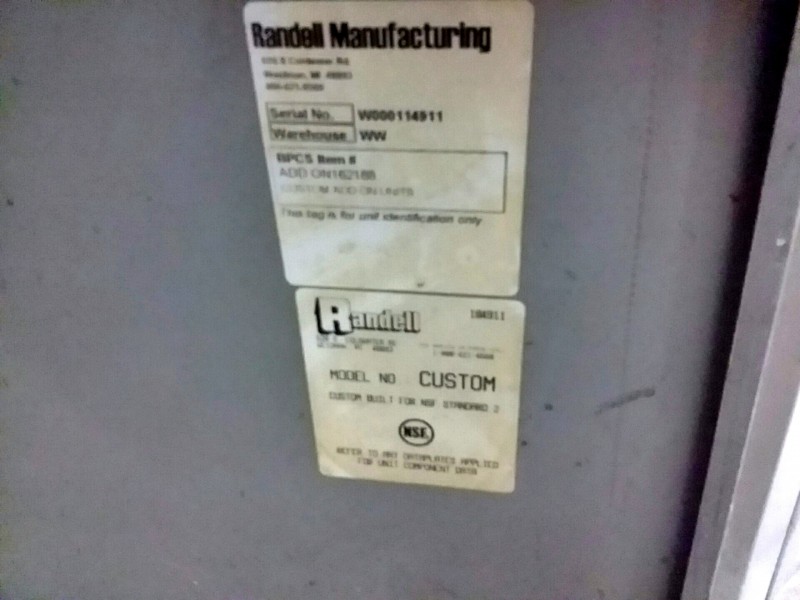 Randell Manufacturing
Rd
Serial No. W000114911
Warehouse WW
BPCS Item #
ADD ON162188
CUSTOM ADD-ON UNITS
This tag is for unit identification only
Randell
MODEL NO CUSTOM
CUSTOM BUILT FOR NSF STANDARD 2
NSF
REFER TO ANY DATAPLATES APPLIED
FOR UNIT COMPONENT DATA